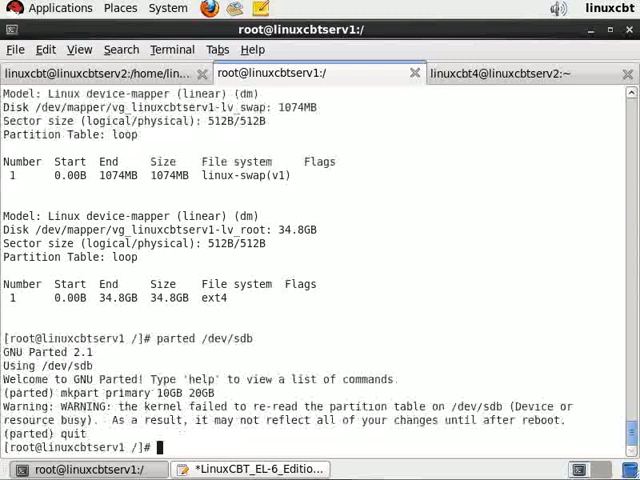 Applications Places System linuxcbt
root@linuxcbtserv1:/
File Edit View Search Terminal Tabs Help
linuxcbt@linuxcbtserv2:/home/lin... root@linuxcbtserv1:/ linuxcbt4@linuxcbtserv2:~
Model: Linux device-mapper (linear) (dm)
Disk /dev/mapper/vg_linuxcbtserv1-lv_swap: 1074MB
Sector size (logical/physical): 512B/512B
Partition Table: loop
Number Start End Size File system Flags
1 0.00B 1074MB 1074MB linux-swap(v1)
Model: Linux device-mapper (linear) (dm)
Disk /dev/mapper/vg_linuxcbtserv1-lv_root: 34.8GB
Sector size (logical/physical): 512B/512B
Partition Table: loop
Number Start End Size File system Flags
1 0.00B 34.8GB 34.8GB ext4
[root@linuxcbtserv1 /]# parted /dev/sdb
GNU Parted 2.1
Using /dev/sdb
Welcome to GNU Parted! Type 'help' to view a list of commands.
(parted) mkpart primary 10GB 20GB
Warning: WARNING: the kernel failed to re-read the partition table on /dev/sdb (Device or
resource busy). As a result, it may not reflect all of your changes until after reboot.
(parted) quit
[root@linuxcbtserv1 /]#
root@linuxcbtserv1:/ *LinuxCBT_EL-6_Editio...